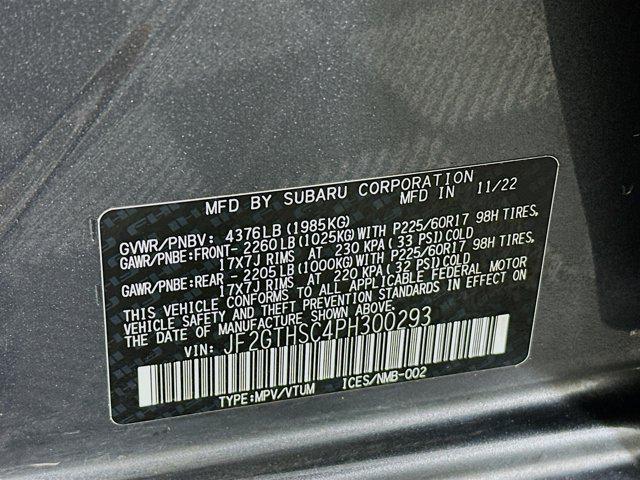 MFD BY SUBARU CORPORATION
MFD IN 11/22
GVWR/PNBV: 4376LB(1985KG)
GAWR/PNBE:FRONT-2260LB(1025KG)WITH P225/60R17 98H TIRES,
17X7J RIMS AT 230 KPA(33 PSI)COLD
GAWR/PNBE:REAR - 2205LB(1000KG)WITH P225/60R17 98H TIRES,
17X7J RIMS AT 220 KPA(32 PSI)COLD
THIS VEHICLE CONFORMS TO ALL APPLICABLE FEDERAL MOTOR
VEHICLE SAFETY AND THEFT PREVENTION STANDARDS IN EFFECT ON
THE DATE OF MANUFACTURE SHOWN ABOVE.
VIN: JF2GTHSC4PH300293
TYPE:MPV/VTUM ICES/NMB-002